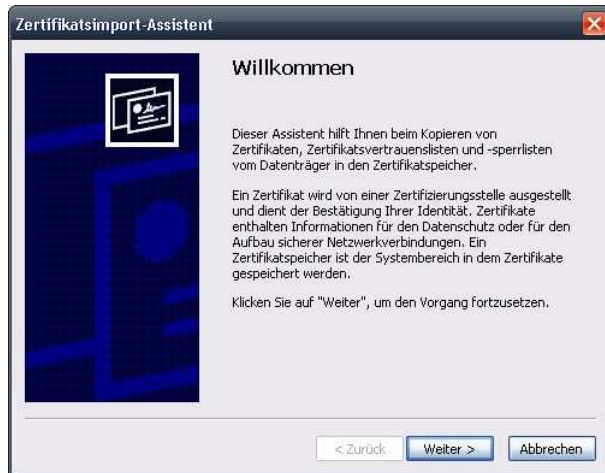 Zertifikatsimport-Assistent
Willkommen
Dieser Assistent hilft Ihnen beim Kopieren von
Zertifikaten, Zertifikatsvertrauenslisten und -sperrlisten
vom Datenträger in den Zertifikatspeicher.
Ein Zertifikat wird von einer Zertifizierungsstelle ausgestellt
und dient der Bestätigung Ihrer Identität. Zertifikate
enthalten Informationen für den Datenschutz oder für den
Aufbau sicherer Netzwerkverbindungen. Ein
Zertifikatspeicher ist der Systembereich in dem Zertifikate
gespeichert werden.
Klicken Sie auf "Weiter", um den Vorgang fortzusetzen.
< Zurück Weiter > Abbrechen